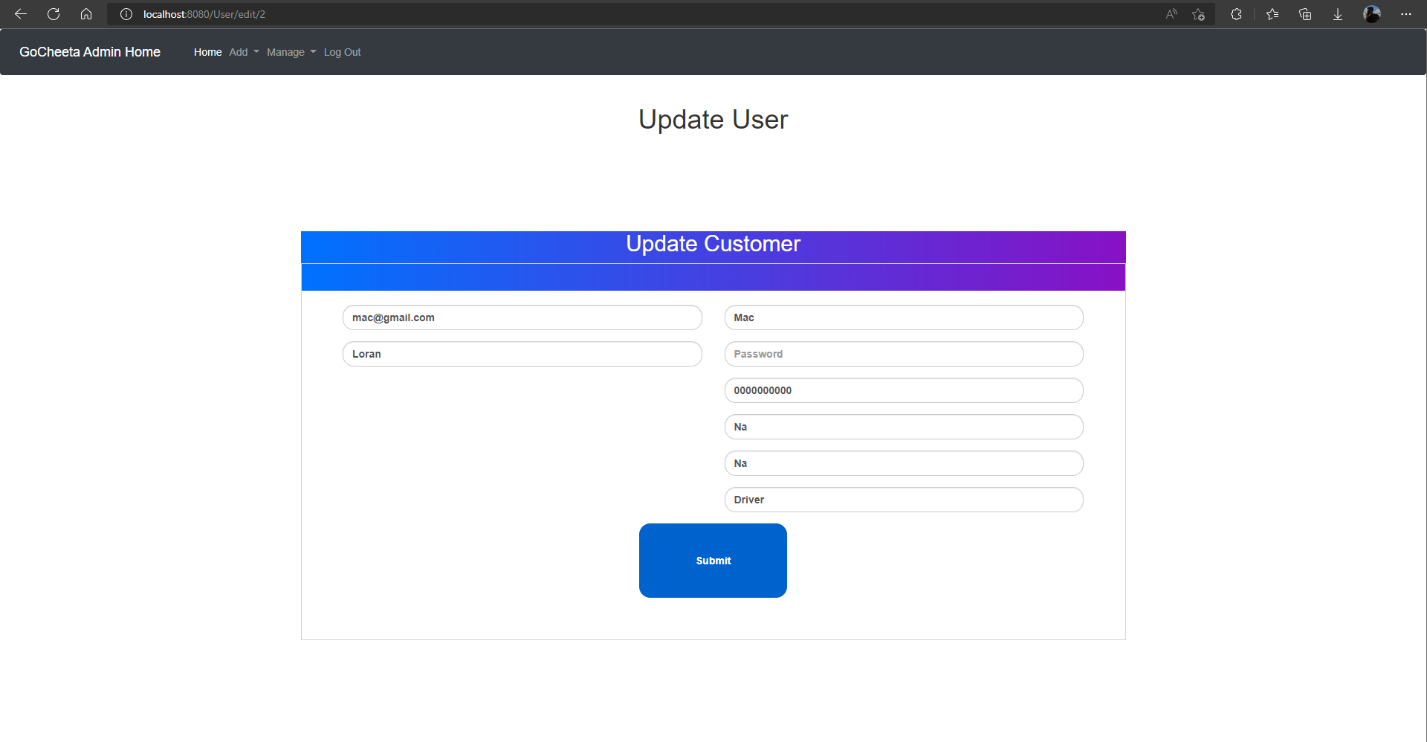 localhost:8080/User/edit/2
GoCheeta Admin Home Home Add Manage Log Out
Update User
Update Customer
mac@gmail.com Mac
Loran Password
0000000000
Na
Na
Driver
Submit